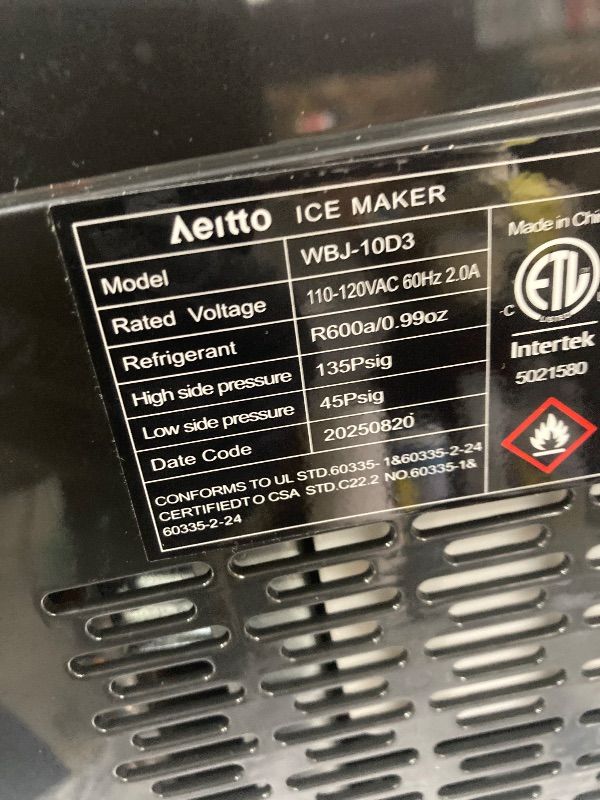 Aeitto ICE MAKER
Model WBJ-10D3
Rated Voltage 110-120VAC 60Hz 2.0A
Refrigerant R600a/0.99oz
High side pressure 135Psig
Low side pressure 45Psig
Date Code 20250820
CONFORMS TO UL STD.60335- 1&60335-2-24
CERTIFIEDT O CSA STD.C22.2 NO.60335-1&
60335-2-24
Made in Chi
ETL
C
Intertek
5021580